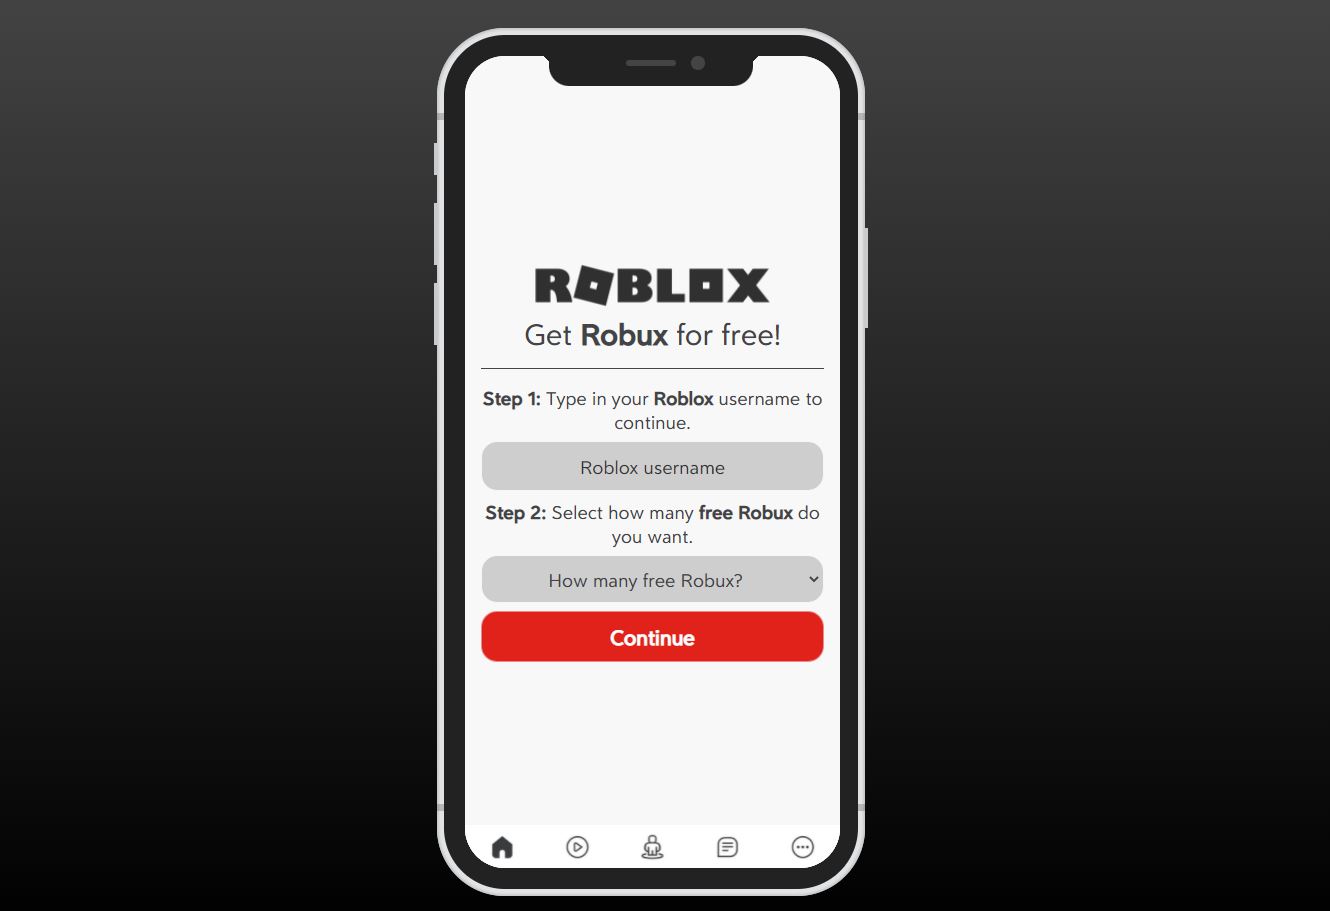 ROBLOX
Get Robux for free!
Step 1: Type in your Roblox username to
continue.
Roblox username
Step 2: Select how many free Robux do
you want.
How many free Robux?
Continue